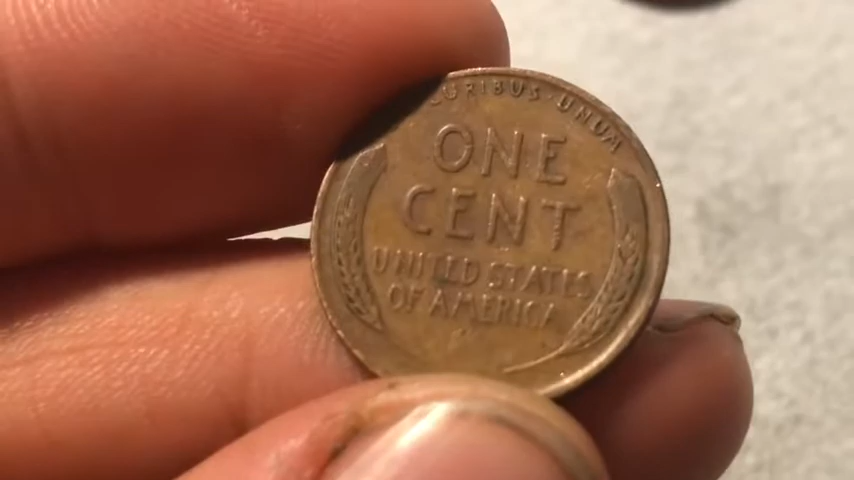 PLURIBUS·UNUM
ONE
CENT
UNITED STATES
OF AMERICA